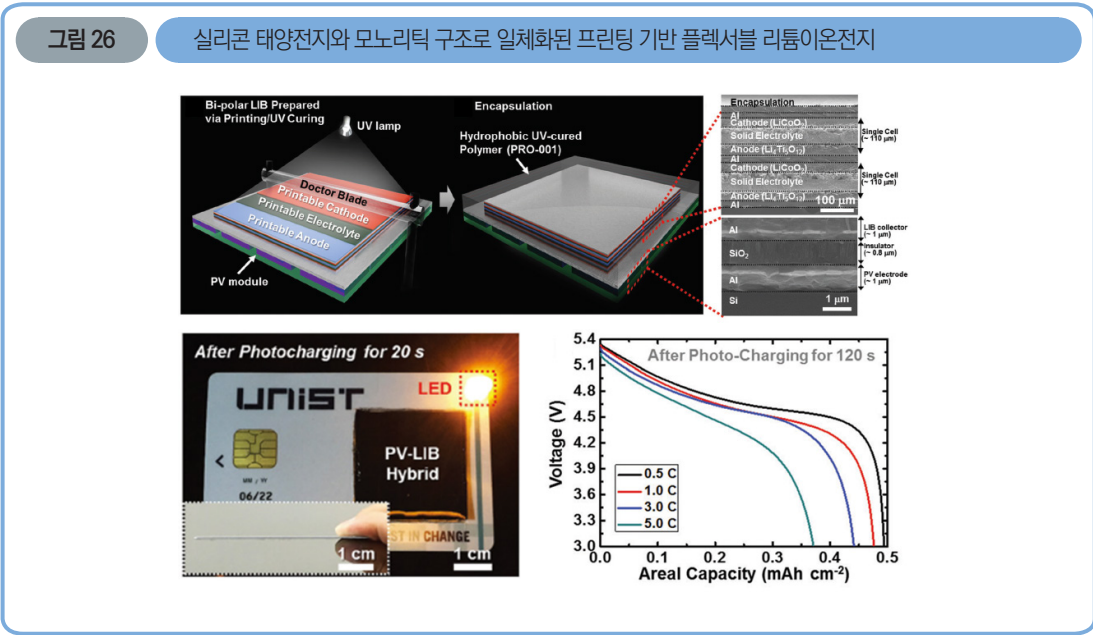 그림 26
실리콘 태양전지와 모노리틱 구조로 일체화된 프린팅 기반 플렉서블 리튬이온전지
Bi-polar LIB Prepared
via Printing/UV Curing
UV lamp
Doctor Blade
Printable Cathode
Printable Electrolyte
Printable Anode
PV module
Encapsulation
Hydrophobic UV-cured
Polymer (PRO-001)
Encapsulation
Al
Cathode (LiCoO₂)
Solid Electrolyte
Anode (Li₄Ti₅O₁₂)
Al
Cathode (LiCoO₂)
Solid Electrolyte
Anode (Li₄Ti₅O₁₂)
Al
Single Cell
(~ 110 μm)
Single Cell
(~ 110 μm)
100 μm
Al
SiO₂
Al
Si
LIB collector
(~ 1 μm)
Insulator
(~ 0.8 μm)
PV electrode
(~ 1 μm)
1 μm
After Photocharging for 20 s
UNIST
LED
PV-LIB
Hybrid
MM / YY
06/22
ST IN CHANGE
1 cm
1 cm
After Photo-Charging for 120 s
Voltage (V)
5.4
5.1
4.8
4.5
4.2
3.9
3.6
3.3
3.0
0.5 C
1.0 C
3.0 C
5.0 C
0.0 0.1 0.2 0.3 0.4 0.5
Areal Capacity (mAh cm⁻²)